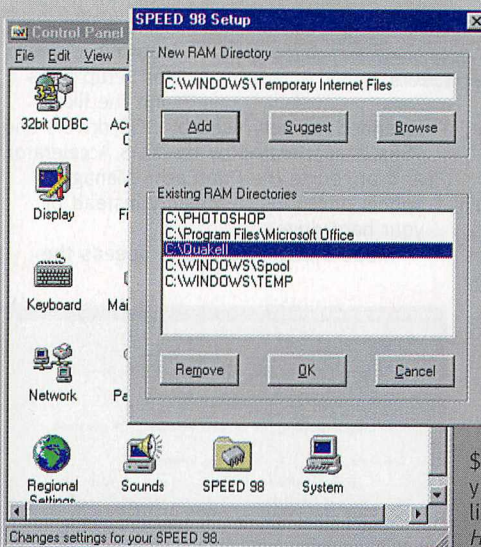 SPEED 98 Setup
Control Panel
File Edit View
New RAM Directory
C:\WINDOWS\Temporary Internet Files
Add Suggest Browse
Existing RAM Directories
C:\PHOTOSHOP
C:\Program Files\Microsoft Office
C:\QuakeII
C:\WINDOWS\Spool
C:\WINDOWS\TEMP
Remove OK Cancel
32bit ODBC
Display
Keyboard
Network
Regional
Settings
Sounds
SPEED 98
System
Changes settings for your SPEED 98.